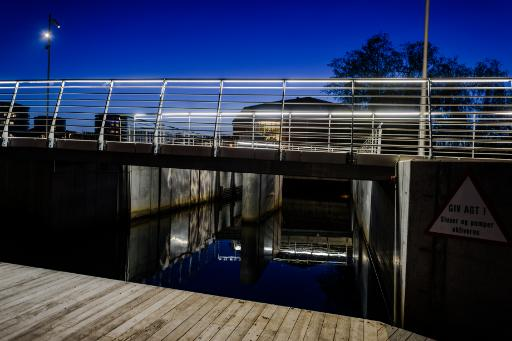 GIV AGT !
Sluser og pumper
aktiveres